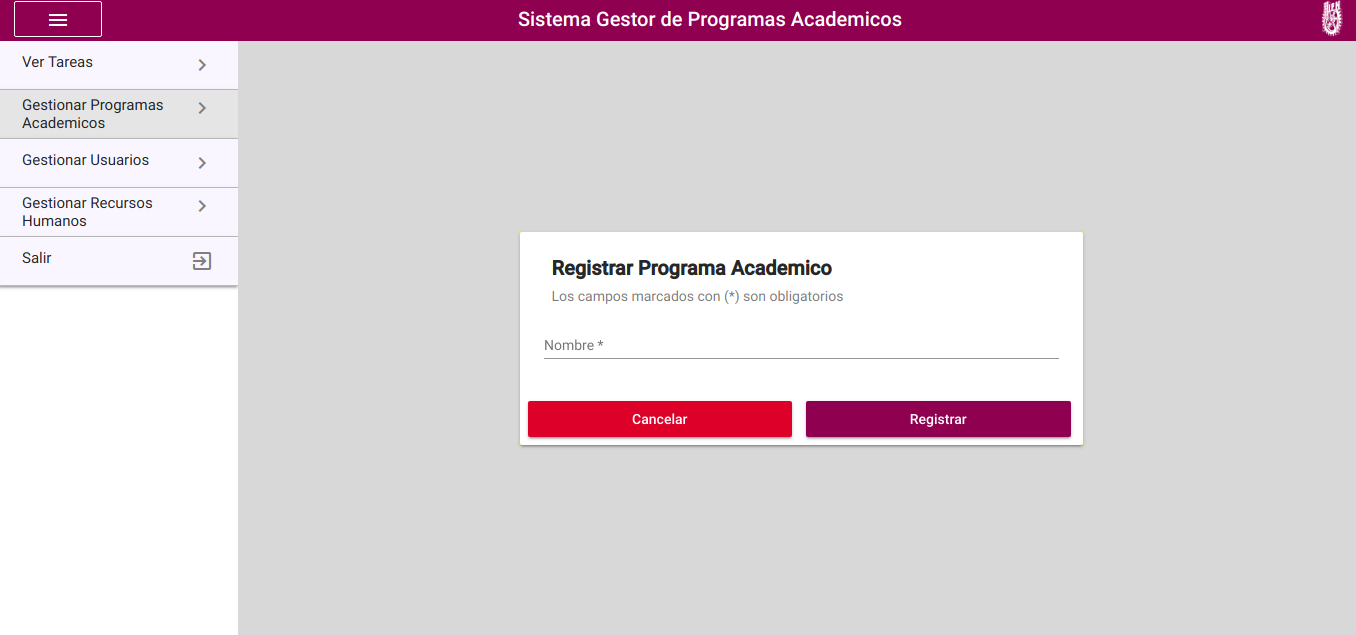 Sistema Gestor de Programas Academicos
Ver Tareas
Gestionar Programas
Academicos
Gestionar Usuarios
Gestionar Recursos
Humanos
Salir
Registrar Programa Academico
Los campos marcados con (*) son obligatorios
Nombre *
Cancelar
Registrar